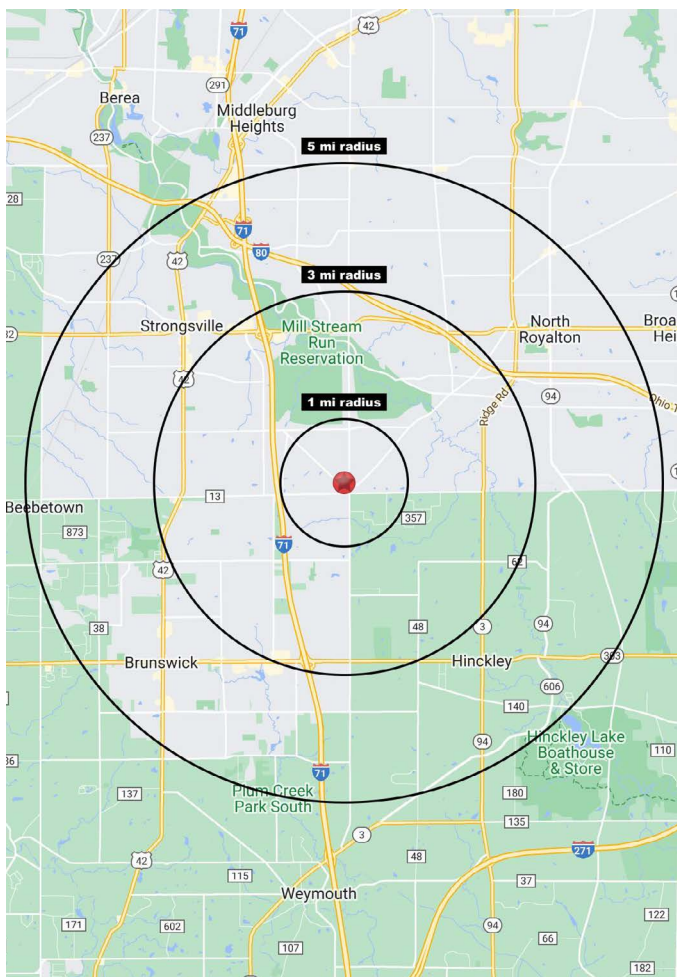 42
71
291
Berea
Middleburg
Heights
237
5 mi radius
28
71
237
42
80
3 mi radius
Strongsville
Mill Stream
Run
Reservation
North
Royalton
Broa
Hei
42
94
Ridge Rd
Ohio T
1 mi radius
13
Beebetown
357
873
71
42
62
38
48
3
94
Brunswick
Hinckley
303
606
140
94
Hinckley Lake
Boathouse
& Store
110
36
71
137
Plum Creek
Park South
180
135
3
42
48
271
115
37
Weymouth
171
602
94
122
107
66
182